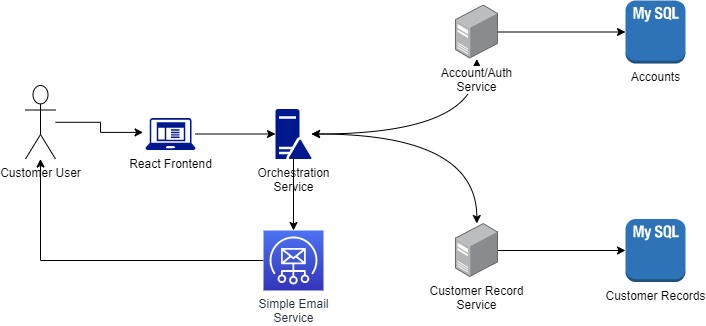 My SQL
Account/Auth
Service
Accounts
Customer User
React Frontend
Orchestration
Service
My SQL
Customer Record
Service
Customer Records
Simple Email
Service